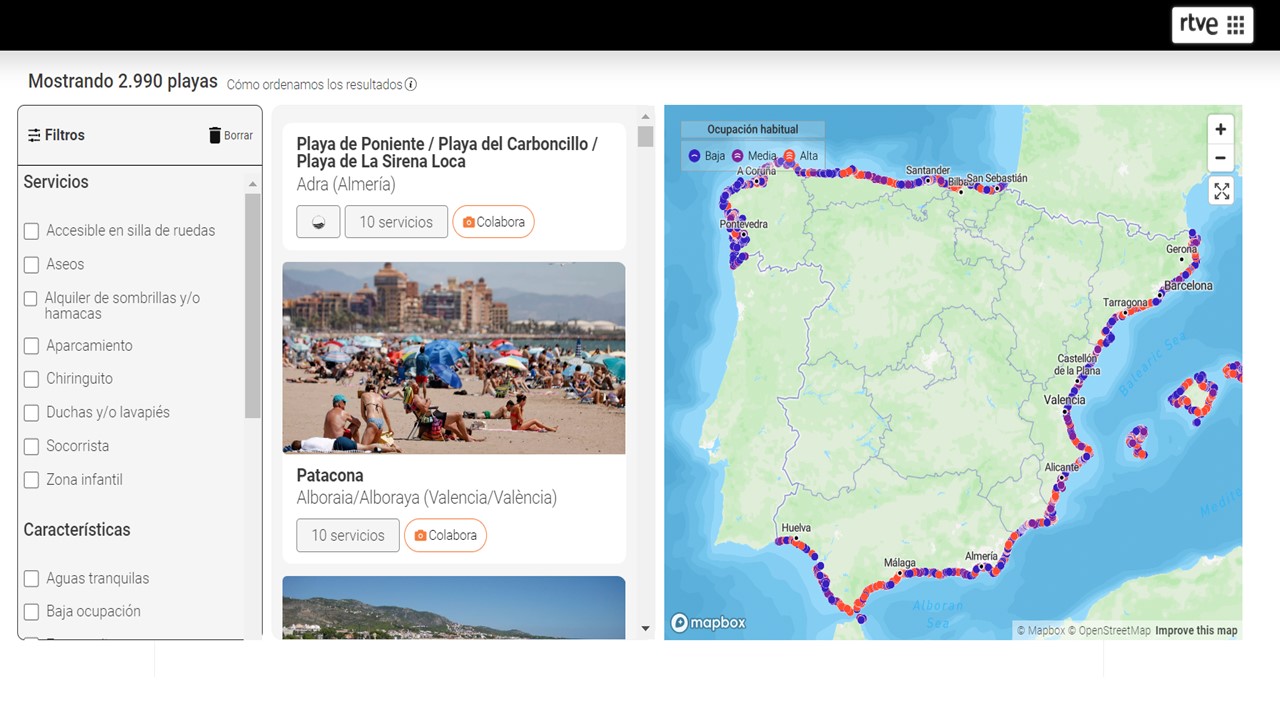 rtve
Mostrando 2.990 playas
Cómo ordenamos los resultados
Filtros
Borrar
Servicios
Accesible en silla de ruedas
Aseos
Alquiler de sombrillas y/o
hamacas
Aparcamiento
Chiringuito
Duchas y/o lavapiés
Socorrista
Zona infantil
Características
Aguas tranquilas
Baja ocupación
Playa de Poniente / Playa del Carboncillo /
Playa de La Sirena Loca
Adra (Almería)
10 servicios
Colabora
Patacona
Alboraia/Alboraya (Valencia/València)
10 servicios
Colabora
Ocupación habitual
Baja
Media
Alta
A Coruña
Santander
San Sebastián
Pontevedra
Gerona
Barcelona
Tarragona
Balearic Sea
Castellón
de la Plana
Valencia
Alicante
Huelva
Almería
Málaga
Alboran
Sea
mapbox
© Mapbox © OpenStreetMap Improve this map